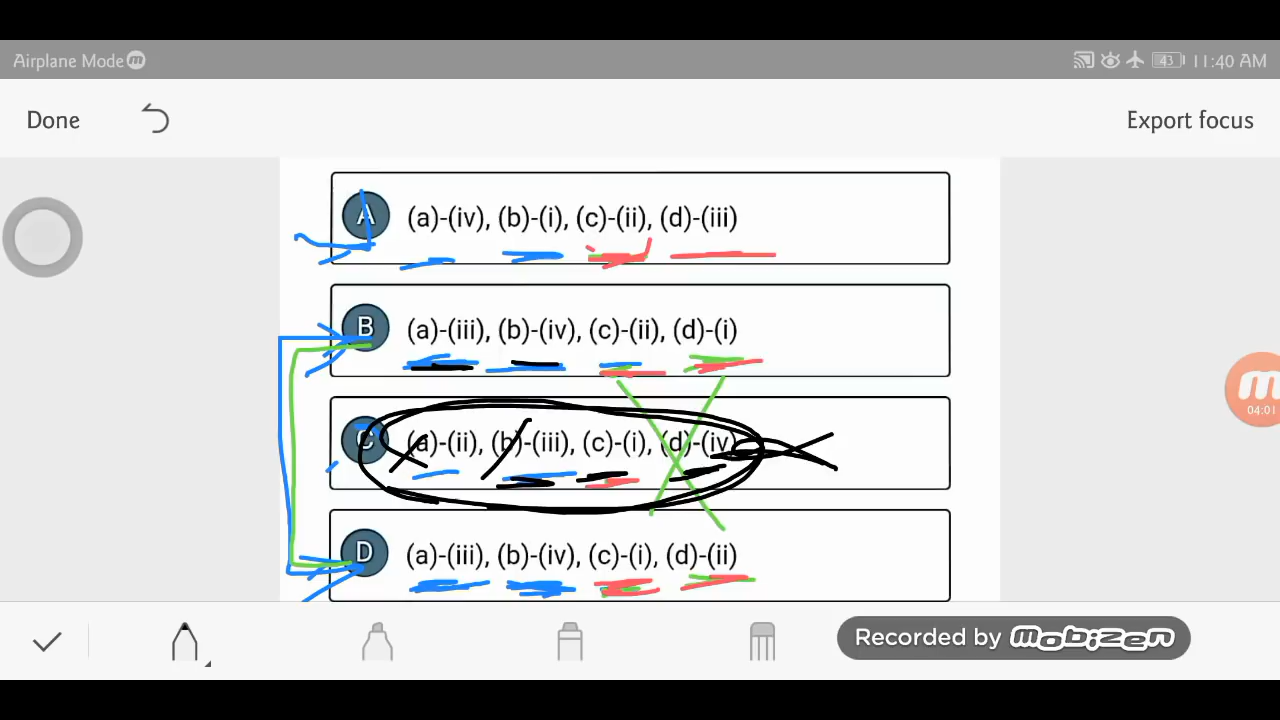 Airplane Mode
43 11:40 AM
Done
Export focus
A (a)-(iv), (b)-(i), (c)-(ii), (d)-(iii)
B (a)-(iii), (b)-(iv), (c)-(ii), (d)-(i)
04:01
C (a)-(ii), (b)-(iii), (c)-(i), (d)-(iv)
D (a)-(iii), (b)-(iv), (c)-(i), (d)-(ii)
Recorded by mobizen